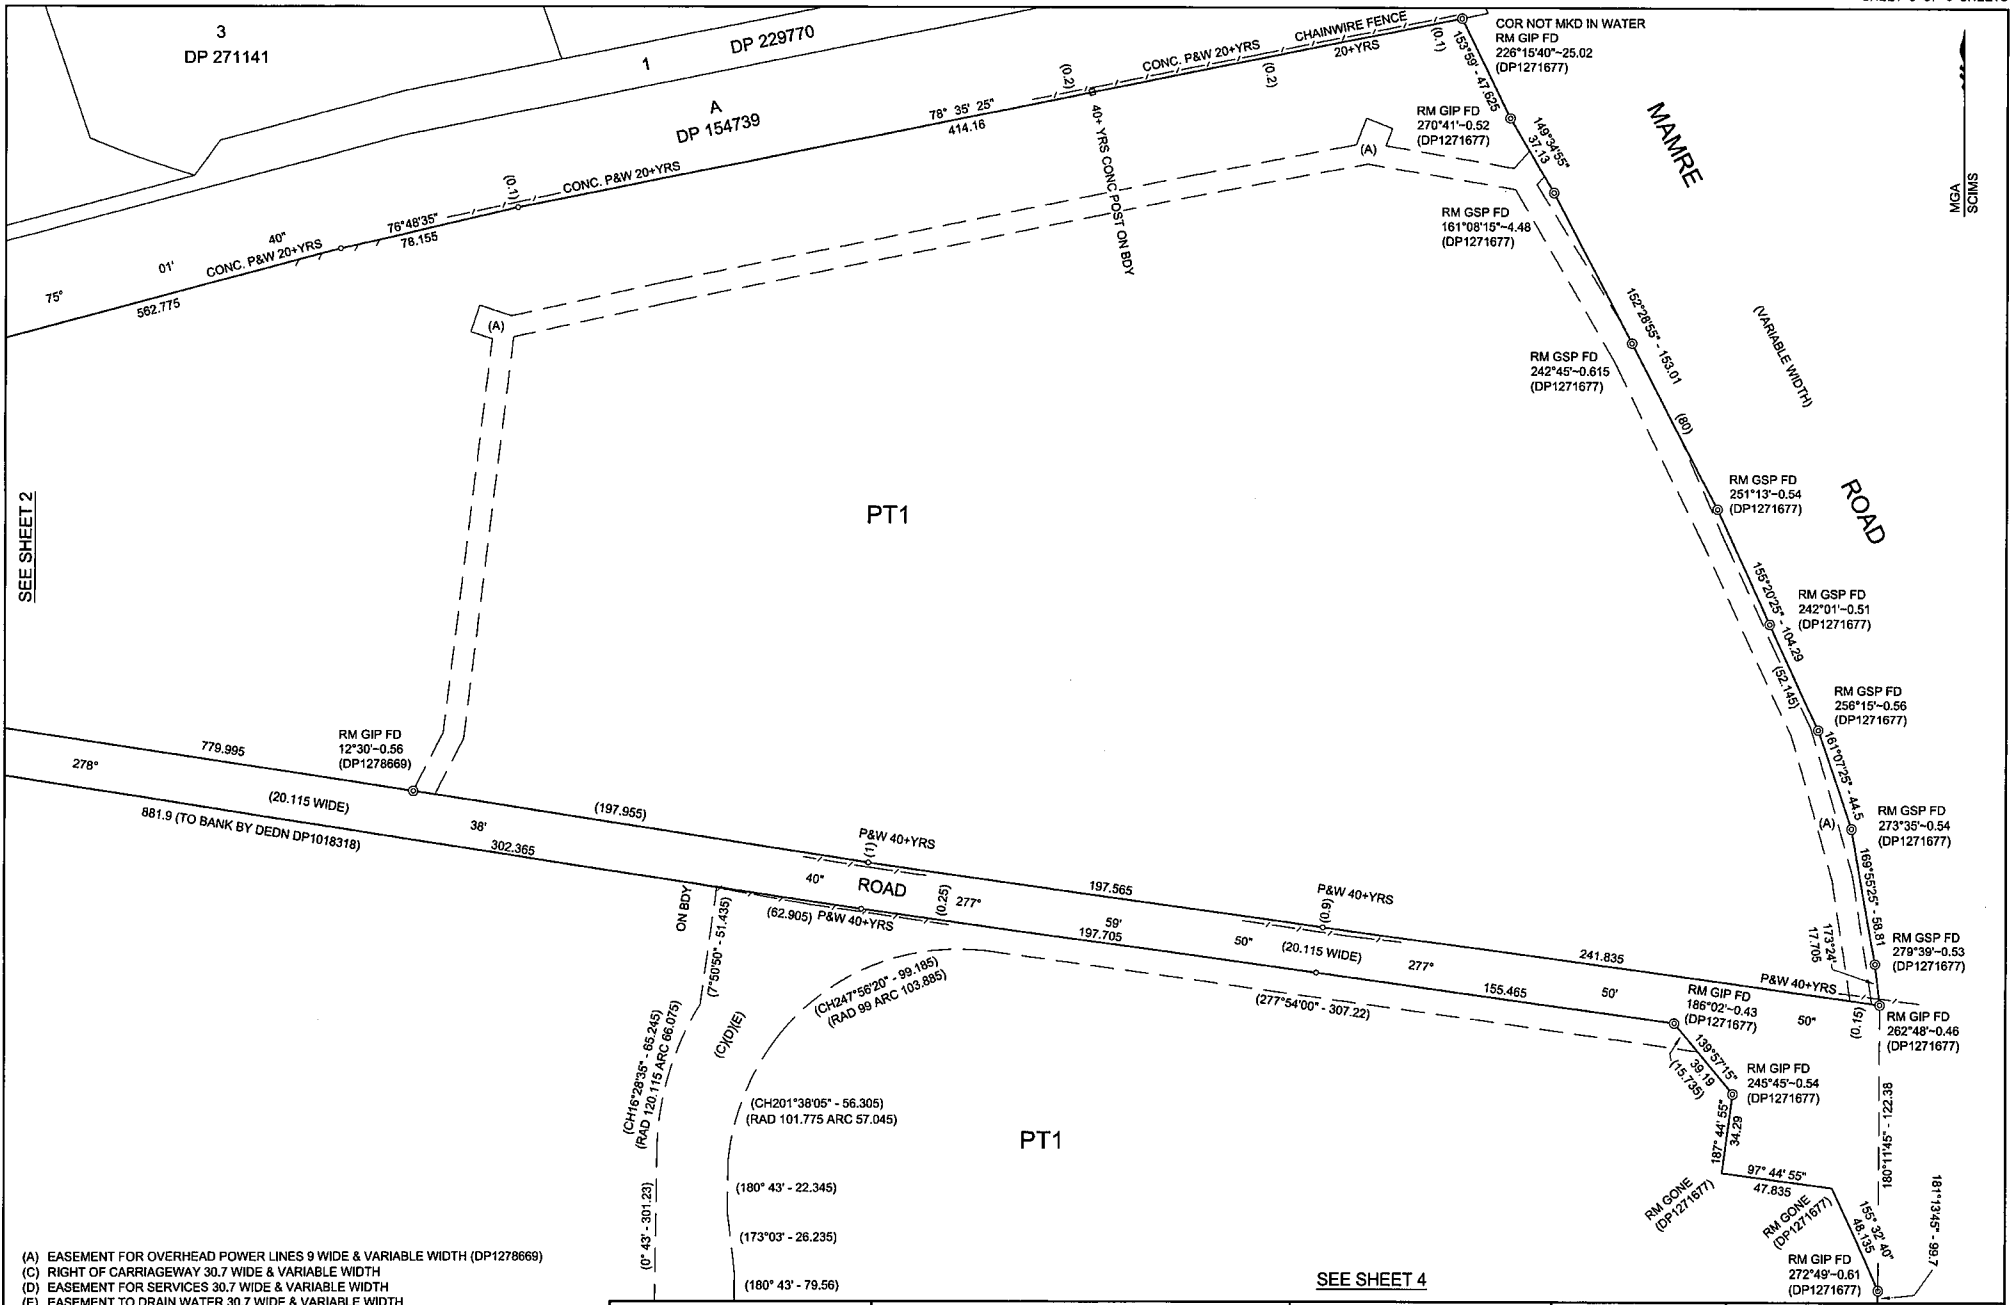 3
DP 271141
1
DP 229770
A
DP 154739
CONC. P&W 20+YRS
CHAINWIRE FENCE
20+YRS
(0.1)
(0.2)
(0.2)
78° 35' 25"
414.16
COR NOT MKD IN WATER
RM GIP FD
226°15'40"~25.02
(DP1271677)
153°59' - 47.625
RM GIP FD
270°41'~0.52
(DP1271677)
149°34'55"
37.13
MAMRE
MGA
SCIMS
(A)
40+ YRS CONC POST ON BDY
CONC. P&W 20+YRS
(0.1)
76°48'35"
78.155
40"
CONC. P&W 20+YRS
01'
75°
562.775
RM GSP FD
161°08'15"~4.48
(DP1271677)
(A)
152°28'55" - 153.01
(VARIABLE WIDTH)
RM GSP FD
242°45'~0.615
(DP1271677)
(80)
SEE SHEET 2
PT1
RM GSP FD
251°13'~0.54
(DP1271677)
ROAD
155°20'25" - 104.29
RM GSP FD
242°01'~0.51
(DP1271677)
(52.145)
RM GSP FD
256°15'~0.56
(DP1271677)
161°07'25" - 44.5
RM GIP FD
12°30'~0.56
(DP1278669)
779.995
278°
(20.115 WIDE)
(197.955)
38'
881.9 (TO BANK BY DEDN DP1018318)
302.365
P&W 40+YRS
(1)
40"
ROAD
(0.25)
277°
197.565
P&W 40+YRS
(0.9)
(A)
RM GSP FD
273°35'~0.54
(DP1271677)
169°55'25" - 58.81
ON BDY
(62.905)
P&W 40+YRS
59'
197.705
50"
(20.115 WIDE)
277°
241.835
173°24'
17.705
RM GSP FD
279°39'~0.53
(DP1271677)
P&W 40+YRS
155.465
50'
50"
(0.15)
RM GIP FD
186°02'~0.43
(DP1271677)
RM GIP FD
262°48'~0.46
(DP1271677)
(7°50'50" - 51.435)
(CH247°56'20" - 99.185)
(RAD 99 ARC 103.885)
(277°54'00" - 307.22)
139°57'15"
39.19
(15.735)
(CH16°28'35" - 65.245)
(RAD 120.115 ARC 66.075)
(C)(D)(E)
(CH201°38'05" - 56.305)
(RAD 101.775 ARC 57.045)
RM GIP FD
245°45'~0.54
(DP1271677)
PT1
187° 44' 55"
34.29
180°11'45" - 122.38
97° 44' 55"
47.835
RM GONE
(DP1271677)
RM GONE
(DP1271677)
155° 32' 40"
48.135
181°13'45" - 99.7
(180° 43' - 22.345)
(0° 43' - 301.23)
(173°03' - 26.235)
(180° 43' - 79.56)
RM GIP FD
272°49'~0.61
(DP1271677)
SEE SHEET 4
(A) EASEMENT FOR OVERHEAD POWER LINES 9 WIDE & VARIABLE WIDTH (DP1278669)
(C) RIGHT OF CARRIAGEWAY 30.7 WIDE & VARIABLE WIDTH
(D) EASEMENT FOR SERVICES 30.7 WIDE & VARIABLE WIDTH
(E) EASEMENT TO DRAIN WATER 30.7 WIDE & VARIABLE WIDTH